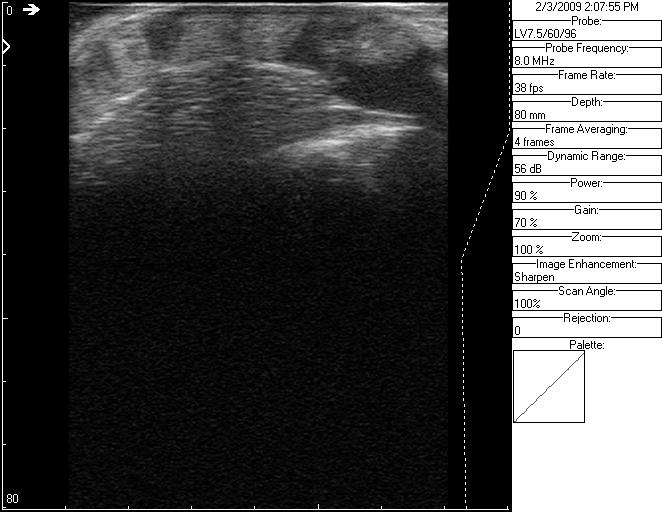 0
80
2/3/2009 2:07:55 PM
Probe:
LV7.5/60/96
Probe Frequency:
8.0 MHz
Frame Rate:
38 fps
Depth:
80 mm
Frame Averaging:
4 frames
Dynamic Range:
56 dB
Power:
90 %
Gain:
70 %
Zoom:
100 %
Image Enhancement:
Sharpen
Scan Angle:
100%
Rejection:
0
Palette: